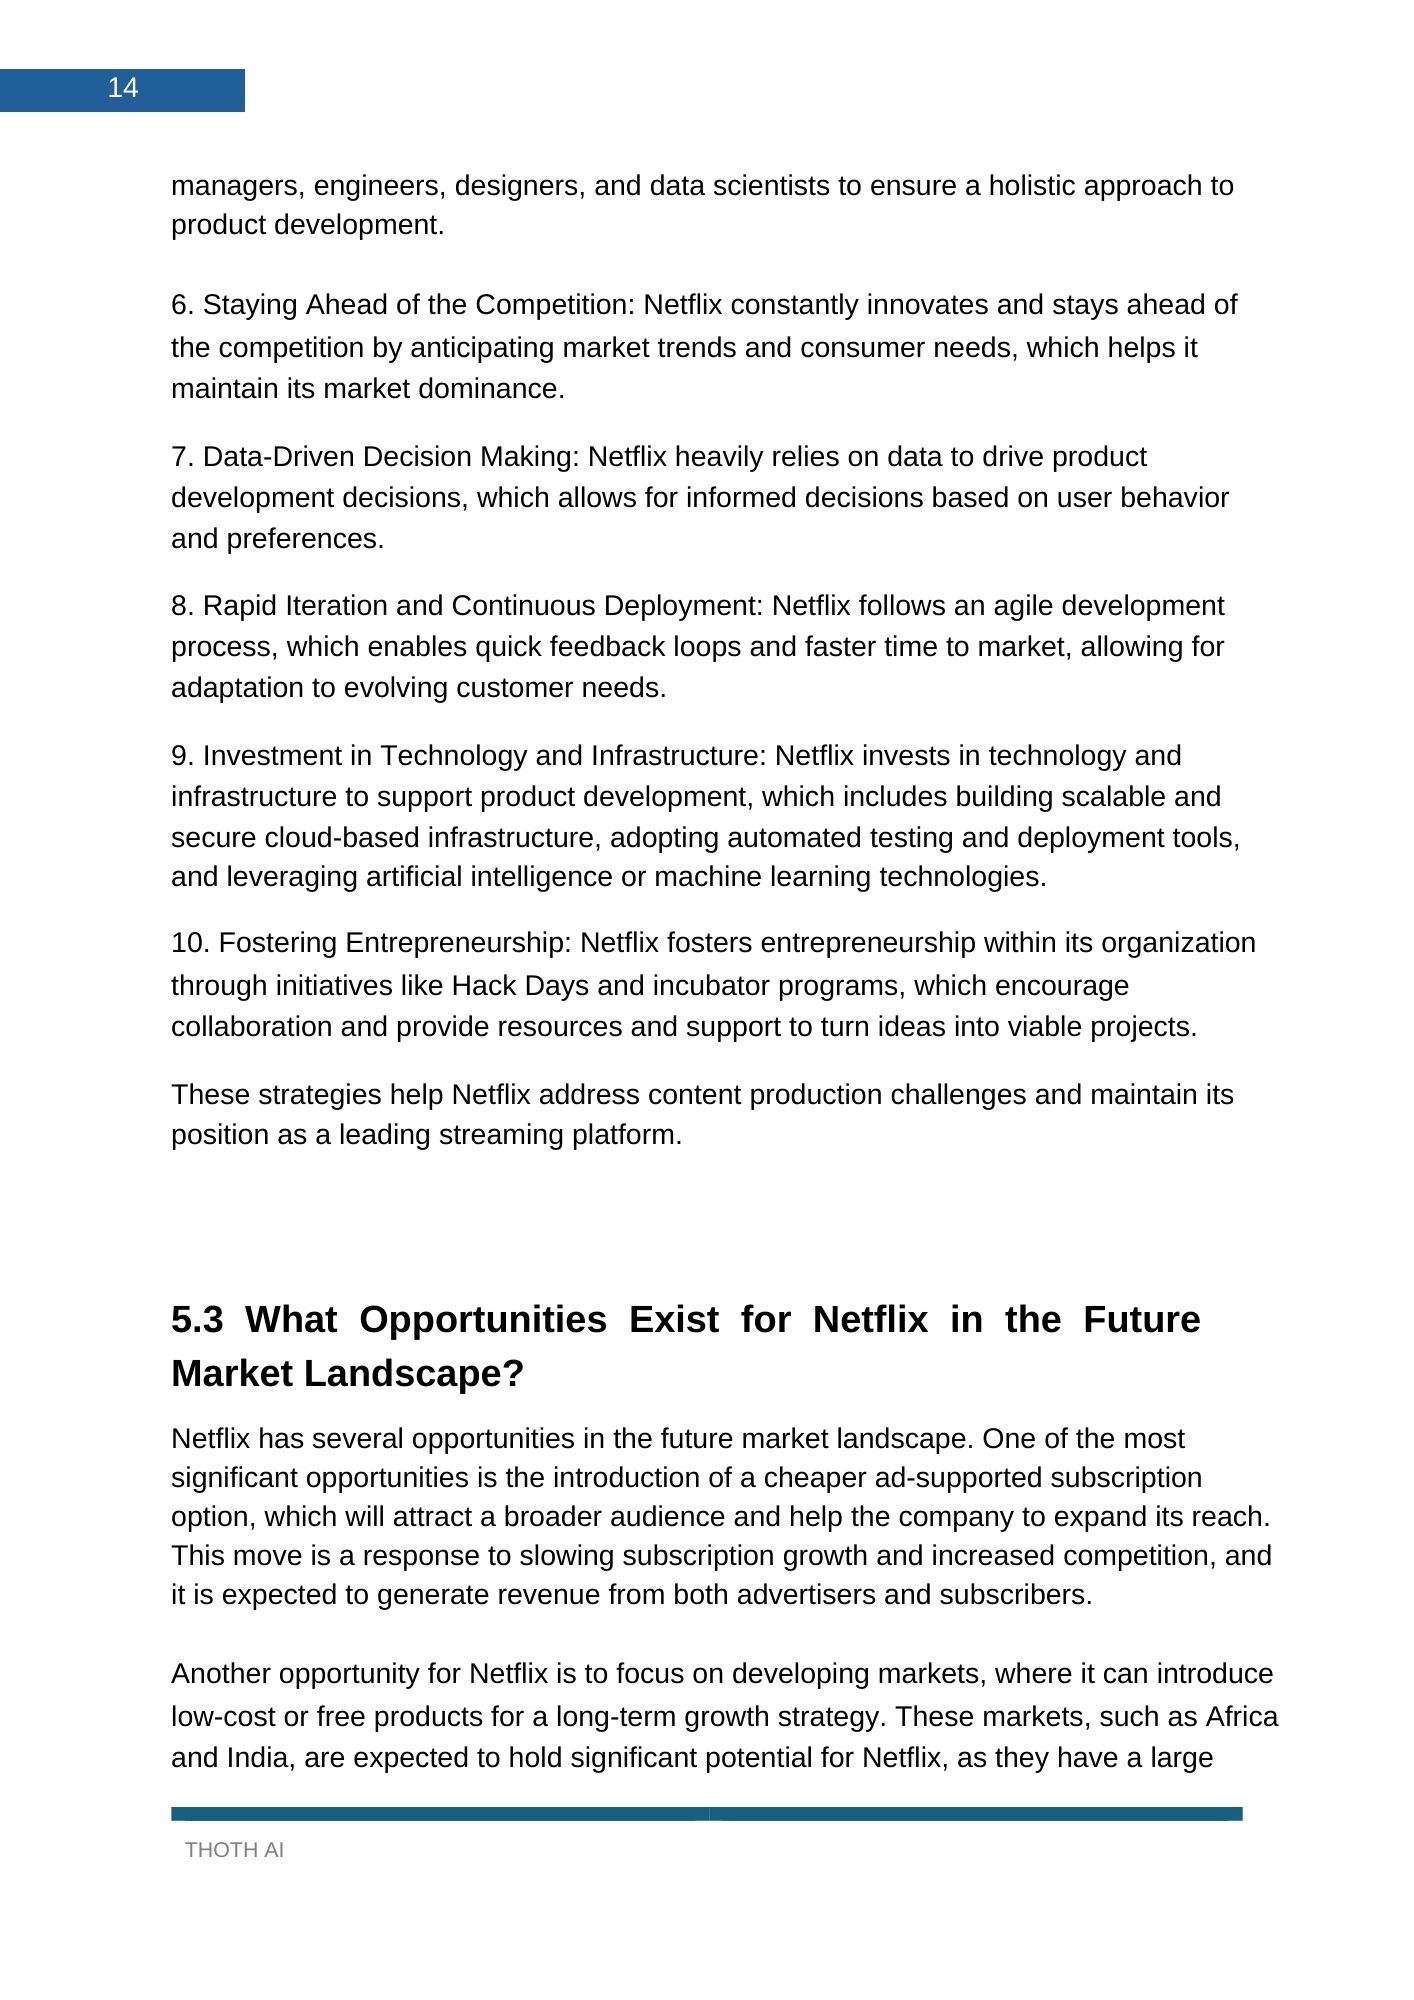 14
managers, engineers, designers, and data scientists to ensure a holistic approach to
product development.
6. Staying Ahead of the Competition: Netflix constantly innovates and stays ahead of
the competition by anticipating market trends and consumer needs, which helps it
maintain its market dominance.
7. Data-Driven Decision Making: Netflix heavily relies on data to drive product
development decisions, which allows for informed decisions based on user behavior
and preferences.
8. Rapid Iteration and Continuous Deployment: Netflix follows an agile development
process, which enables quick feedback loops and faster time to market, allowing for
adaptation to evolving customer needs.
9. Investment in Technology and Infrastructure: Netflix invests in technology and
infrastructure to support product development, which includes building scalable and
secure cloud-based infrastructure, adopting automated testing and deployment tools,
and leveraging artificial intelligence or machine learning technologies.
10. Fostering Entrepreneurship: Netflix fosters entrepreneurship within its organization
through initiatives like Hack Days and incubator programs, which encourage
collaboration and provide resources and support to turn ideas into viable projects.
These strategies help Netflix address content production challenges and maintain its
position as a leading streaming platform.
5.3 What Opportunities Exist for Netflix in the Future
Market Landscape?
Netflix has several opportunities in the future market landscape. One of the most
significant opportunities is the introduction of a cheaper ad-supported subscription
option, which will attract a broader audience and help the company to expand its reach.
This move is a response to slowing subscription growth and increased competition, and
it is expected to generate revenue from both advertisers and subscribers.
Another opportunity for Netflix is to focus on developing markets, where it can introduce
low-cost or free products for a long-term growth strategy. These markets, such as Africa
and India, are expected to hold significant potential for Netflix, as they have a large
THOTH AI